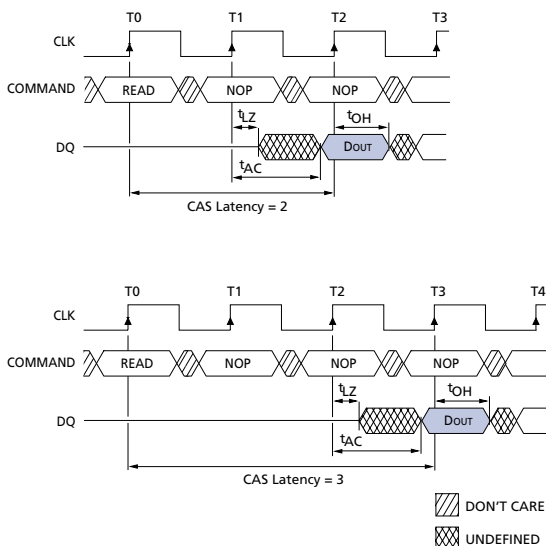 T0 T1 T2 T3
CLK
COMMAND READ NOP NOP
tLZ tOH
DQ DOUT
tAC
CAS Latency = 2
T0 T1 T2 T3 T4
CLK
COMMAND READ NOP NOP NOP
tLZ tOH
DQ DOUT
tAC
CAS Latency = 3
DON'T CARE
UNDEFINED